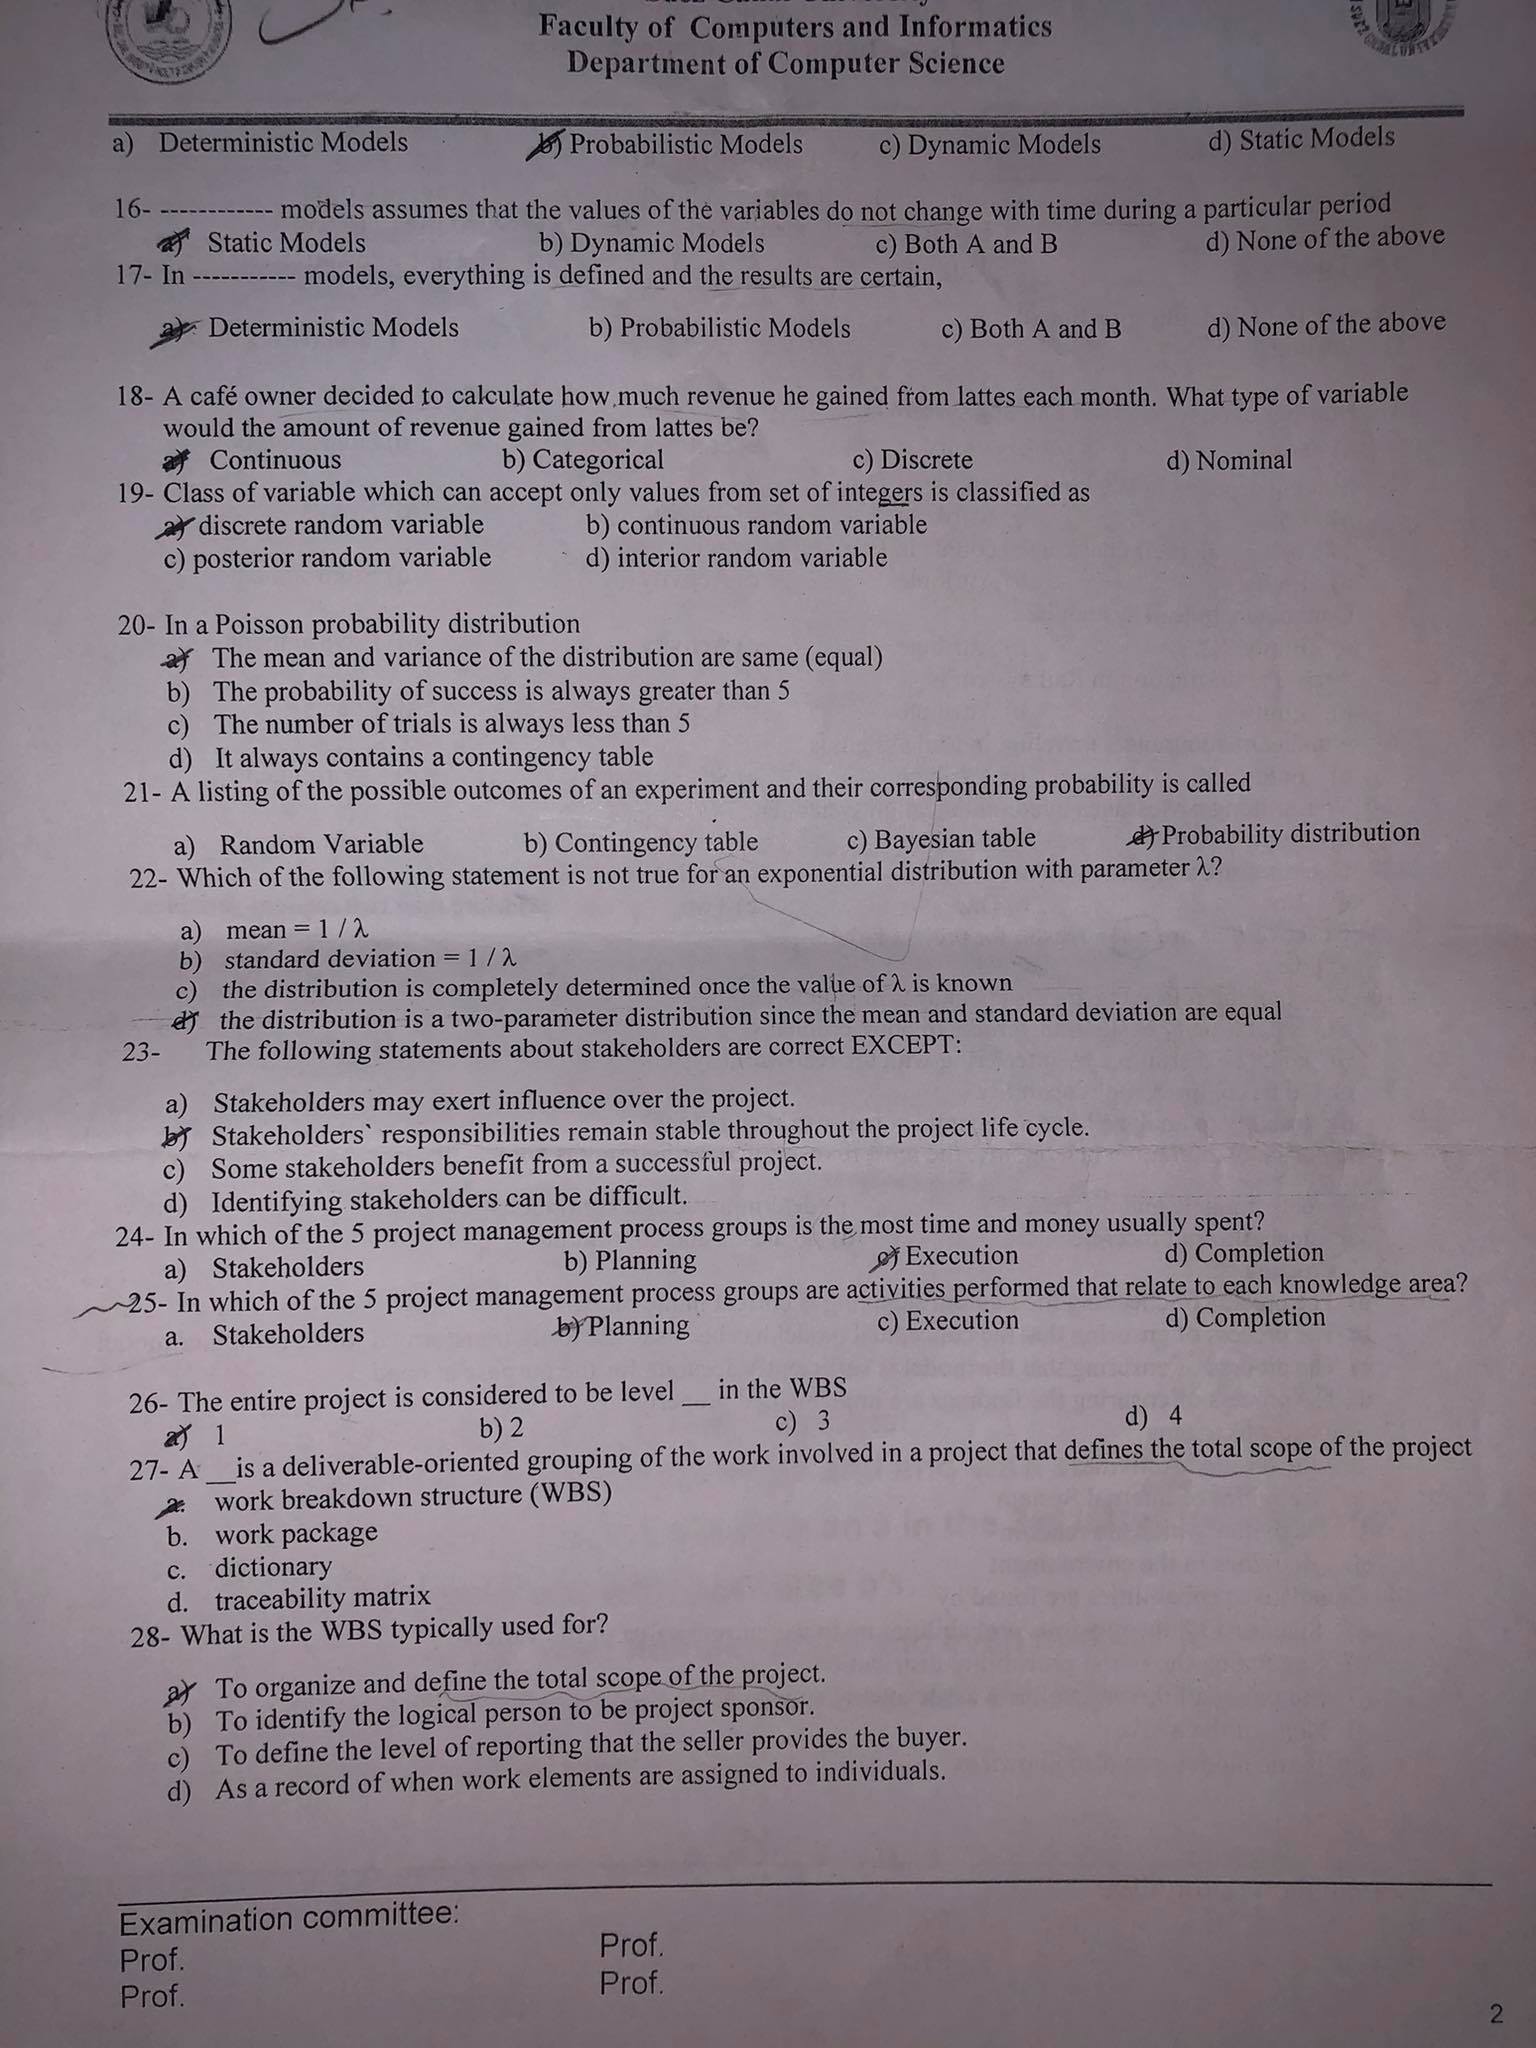 Faculty of Computers and Informatics
Department of Computer Science
a) Deterministic Models b) Probabilistic Models c) Dynamic Models d) Static Models
16- ------------ models assumes that the values of the variables do not change with time during a particular period
a) Static Models b) Dynamic Models c) Both A and B d) None of the above
17- In ----------- models, everything is defined and the results are certain,
a) Deterministic Models b) Probabilistic Models c) Both A and B d) None of the above
18- A café owner decided to calculate how much revenue he gained from lattes each month. What type of variable
would the amount of revenue gained from lattes be?
a) Continuous b) Categorical c) Discrete d) Nominal
19- Class of variable which can accept only values from set of integers is classified as
a) discrete random variable b) continuous random variable
c) posterior random variable d) interior random variable
20- In a Poisson probability distribution
a) The mean and variance of the distribution are same (equal)
b) The probability of success is always greater than 5
c) The number of trials is always less than 5
d) It always contains a contingency table
21- A listing of the possible outcomes of an experiment and their corresponding probability is called
a) Random Variable b) Contingency table c) Bayesian table d) Probability distribution
22- Which of the following statement is not true for an exponential distribution with parameter λ?
a) mean = 1 / λ
b) standard deviation = 1 / λ
c) the distribution is completely determined once the value of λ is known
d) the distribution is a two-parameter distribution since the mean and standard deviation are equal
23- The following statements about stakeholders are correct EXCEPT:
a) Stakeholders may exert influence over the project.
b) Stakeholders` responsibilities remain stable throughout the project life cycle.
c) Some stakeholders benefit from a successful project.
d) Identifying stakeholders can be difficult.
24- In which of the 5 project management process groups is the most time and money usually spent?
a) Stakeholders b) Planning c) Execution d) Completion
25- In which of the 5 project management process groups are activities performed that relate to each knowledge area?
a. Stakeholders b) Planning c) Execution d) Completion
26- The entire project is considered to be level __ in the WBS
a) 1 b) 2 c) 3 d) 4
27- A __is a deliverable-oriented grouping of the work involved in a project that defines the total scope of the project
a. work breakdown structure (WBS)
b. work package
c. dictionary
d. traceability matrix
28- What is the WBS typically used for?
a) To organize and define the total scope of the project.
b) To identify the logical person to be project sponsor.
c) To define the level of reporting that the seller provides the buyer.
d) As a record of when work elements are assigned to individuals.
Examination committee:
Prof. Prof.
Prof. Prof.
2